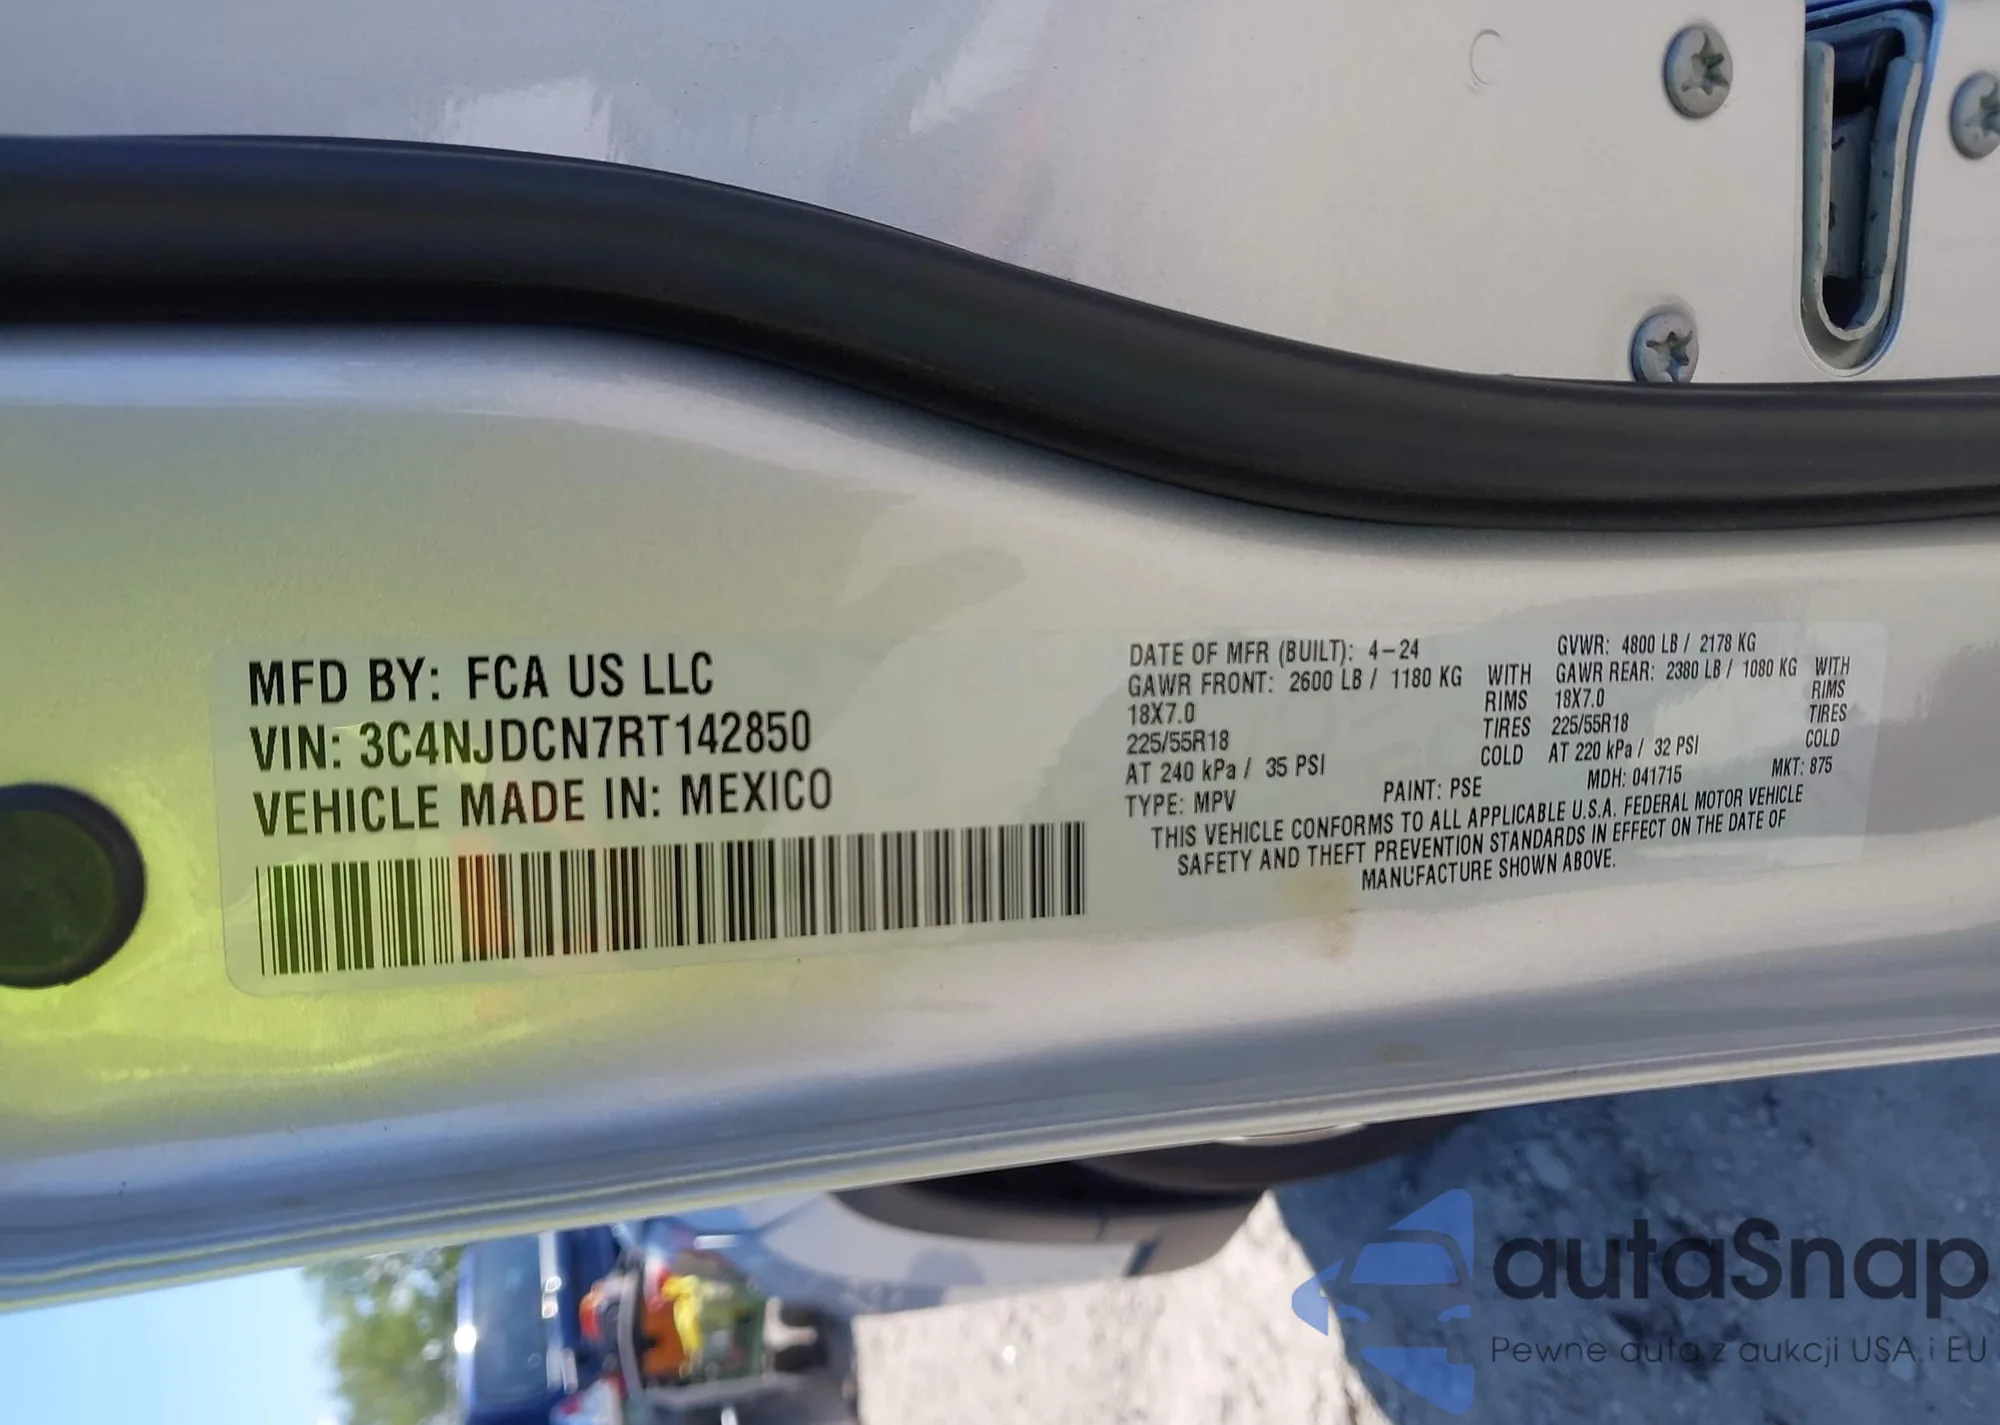 MFD BY: FCA US LLC
VIN: 3C4NJDCN7RT142850
VEHICLE MADE IN: MEXICO
DATE OF MFR (BUILT): 4-24
GVWR: 4800 LB / 2178 KG
GAWR FRONT: 2600 LB / 1180 KG WITH
18X7.0 RIMS
225/55R18 TIRES
AT 240 kPa / 35 PSI COLD
GAWR REAR: 2380 LB / 1080 KG WITH
18X7.0 RIMS
225/55R18 TIRES
AT 220 kPa / 32 PSI COLD
TYPE: MPV PAINT: PSE MDH: 041715 MKT: 875
THIS VEHICLE CONFORMS TO ALL APPLICABLE U.S.A. FEDERAL MOTOR VEHICLE
SAFETY AND THEFT PREVENTION STANDARDS IN EFFECT ON THE DATE OF
MANUFACTURE SHOWN ABOVE.
autaSnap
Pewne auta z aukcji USA i EU